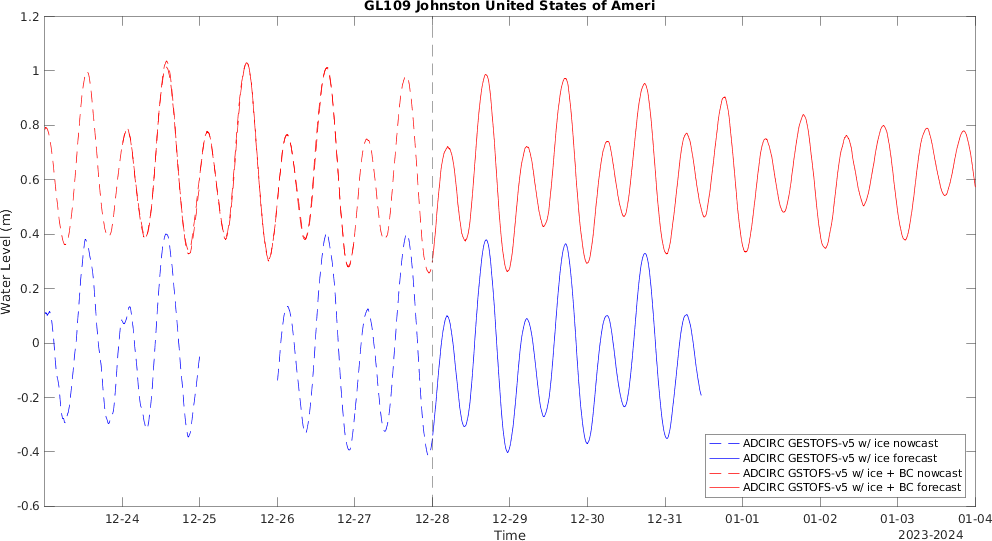 GL109 Johnston United States of Ameri
1.2
1
0.8
0.6
0.4
0.2
0
-0.2
-0.4
-0.6
Water Level (m)
ADCIRC GESTOFS-v5 w/ ice nowcast
ADCIRC GESTOFS-v5 w/ ice forecast
ADCIRC GSTOFS-v5 w/ ice + BC nowcast
ADCIRC GSTOFS-v5 w/ ice + BC forecast
12-24 12-25 12-26 12-27 12-28 12-29 12-30 12-31 01-01 01-02 01-03 01-04
Time
2023-2024